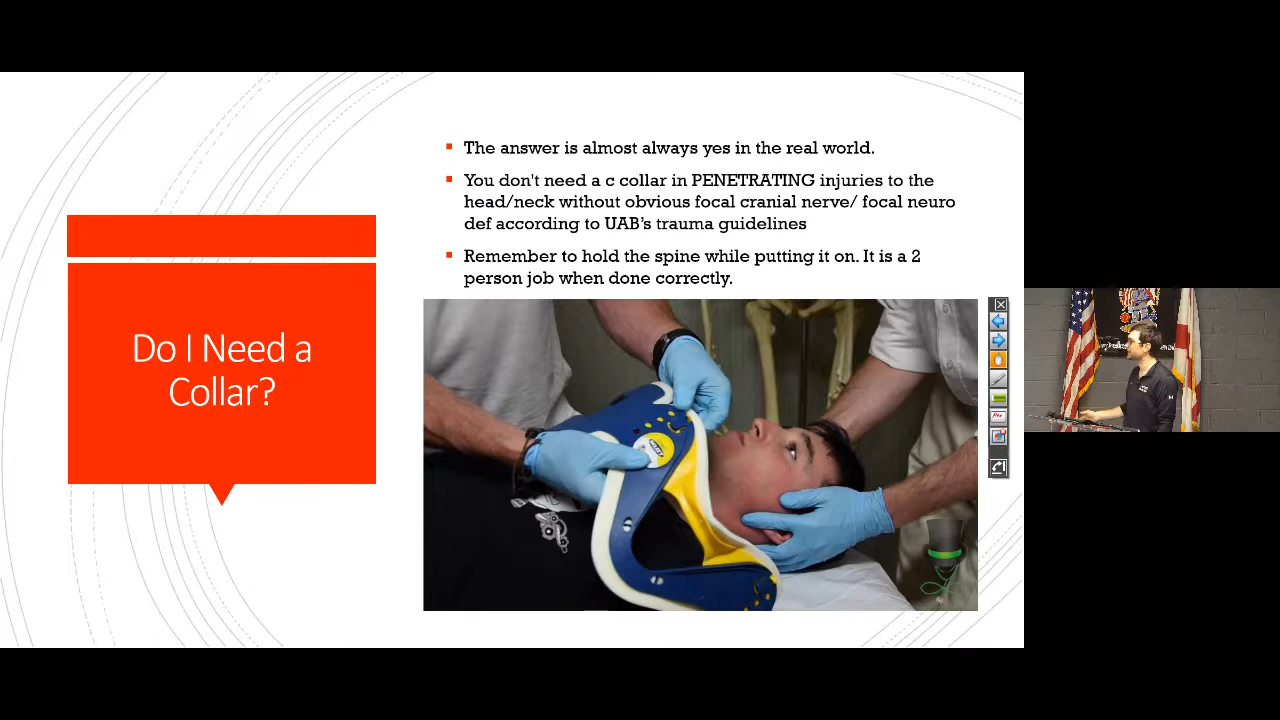 The answer is almost always yes in the real world.
You don't need a c collar in PENETRATING injuries to the
head/neck without obvious focal cranial nerve/ focal neuro
def according to UAB's trauma guidelines
Remember to hold the spine while putting it on. It is a 2
person job when done correctly.
Do I Need a
Collar?